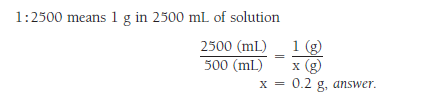 1:2500 means 1 g in 2500 mL of solution
2500 (mL) / 500 (mL) = 1 (g) / x (g)
x = 0.2 g, answer.